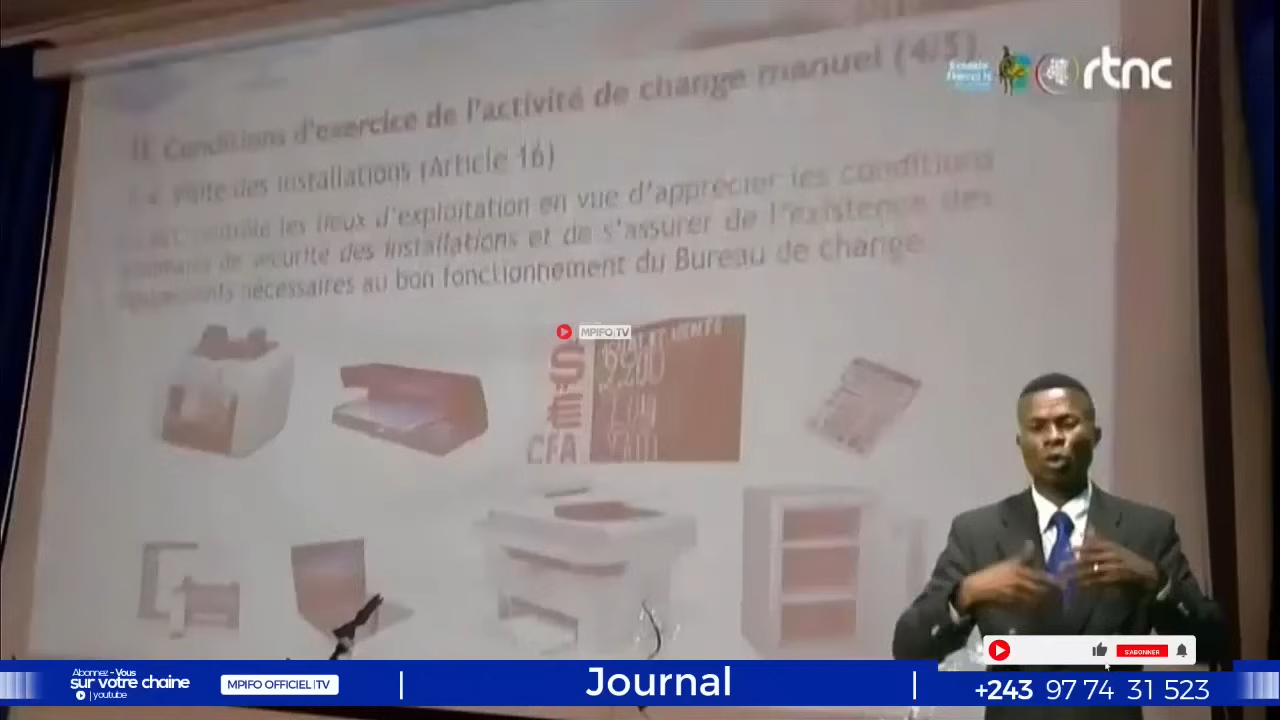 II. Conditions d'exercice de l'activité de change manuel (4/5)
rtnc
Visite des installations (Article 16)
contrôle les lieux d'exploitation en vue d'apprécier les conditions
de sécurité des installations et de s'assurer de l'existence des
nécessaires au bon fonctionnement du Bureau de change
MPIFO TV
ACHAT VENTE
$
€
CFA
S'ABONNER
Abonnez - Vous
sur votre chaine
youtube
MPIFO OFFICIEL TV
Journal
+243 97 74 31 523